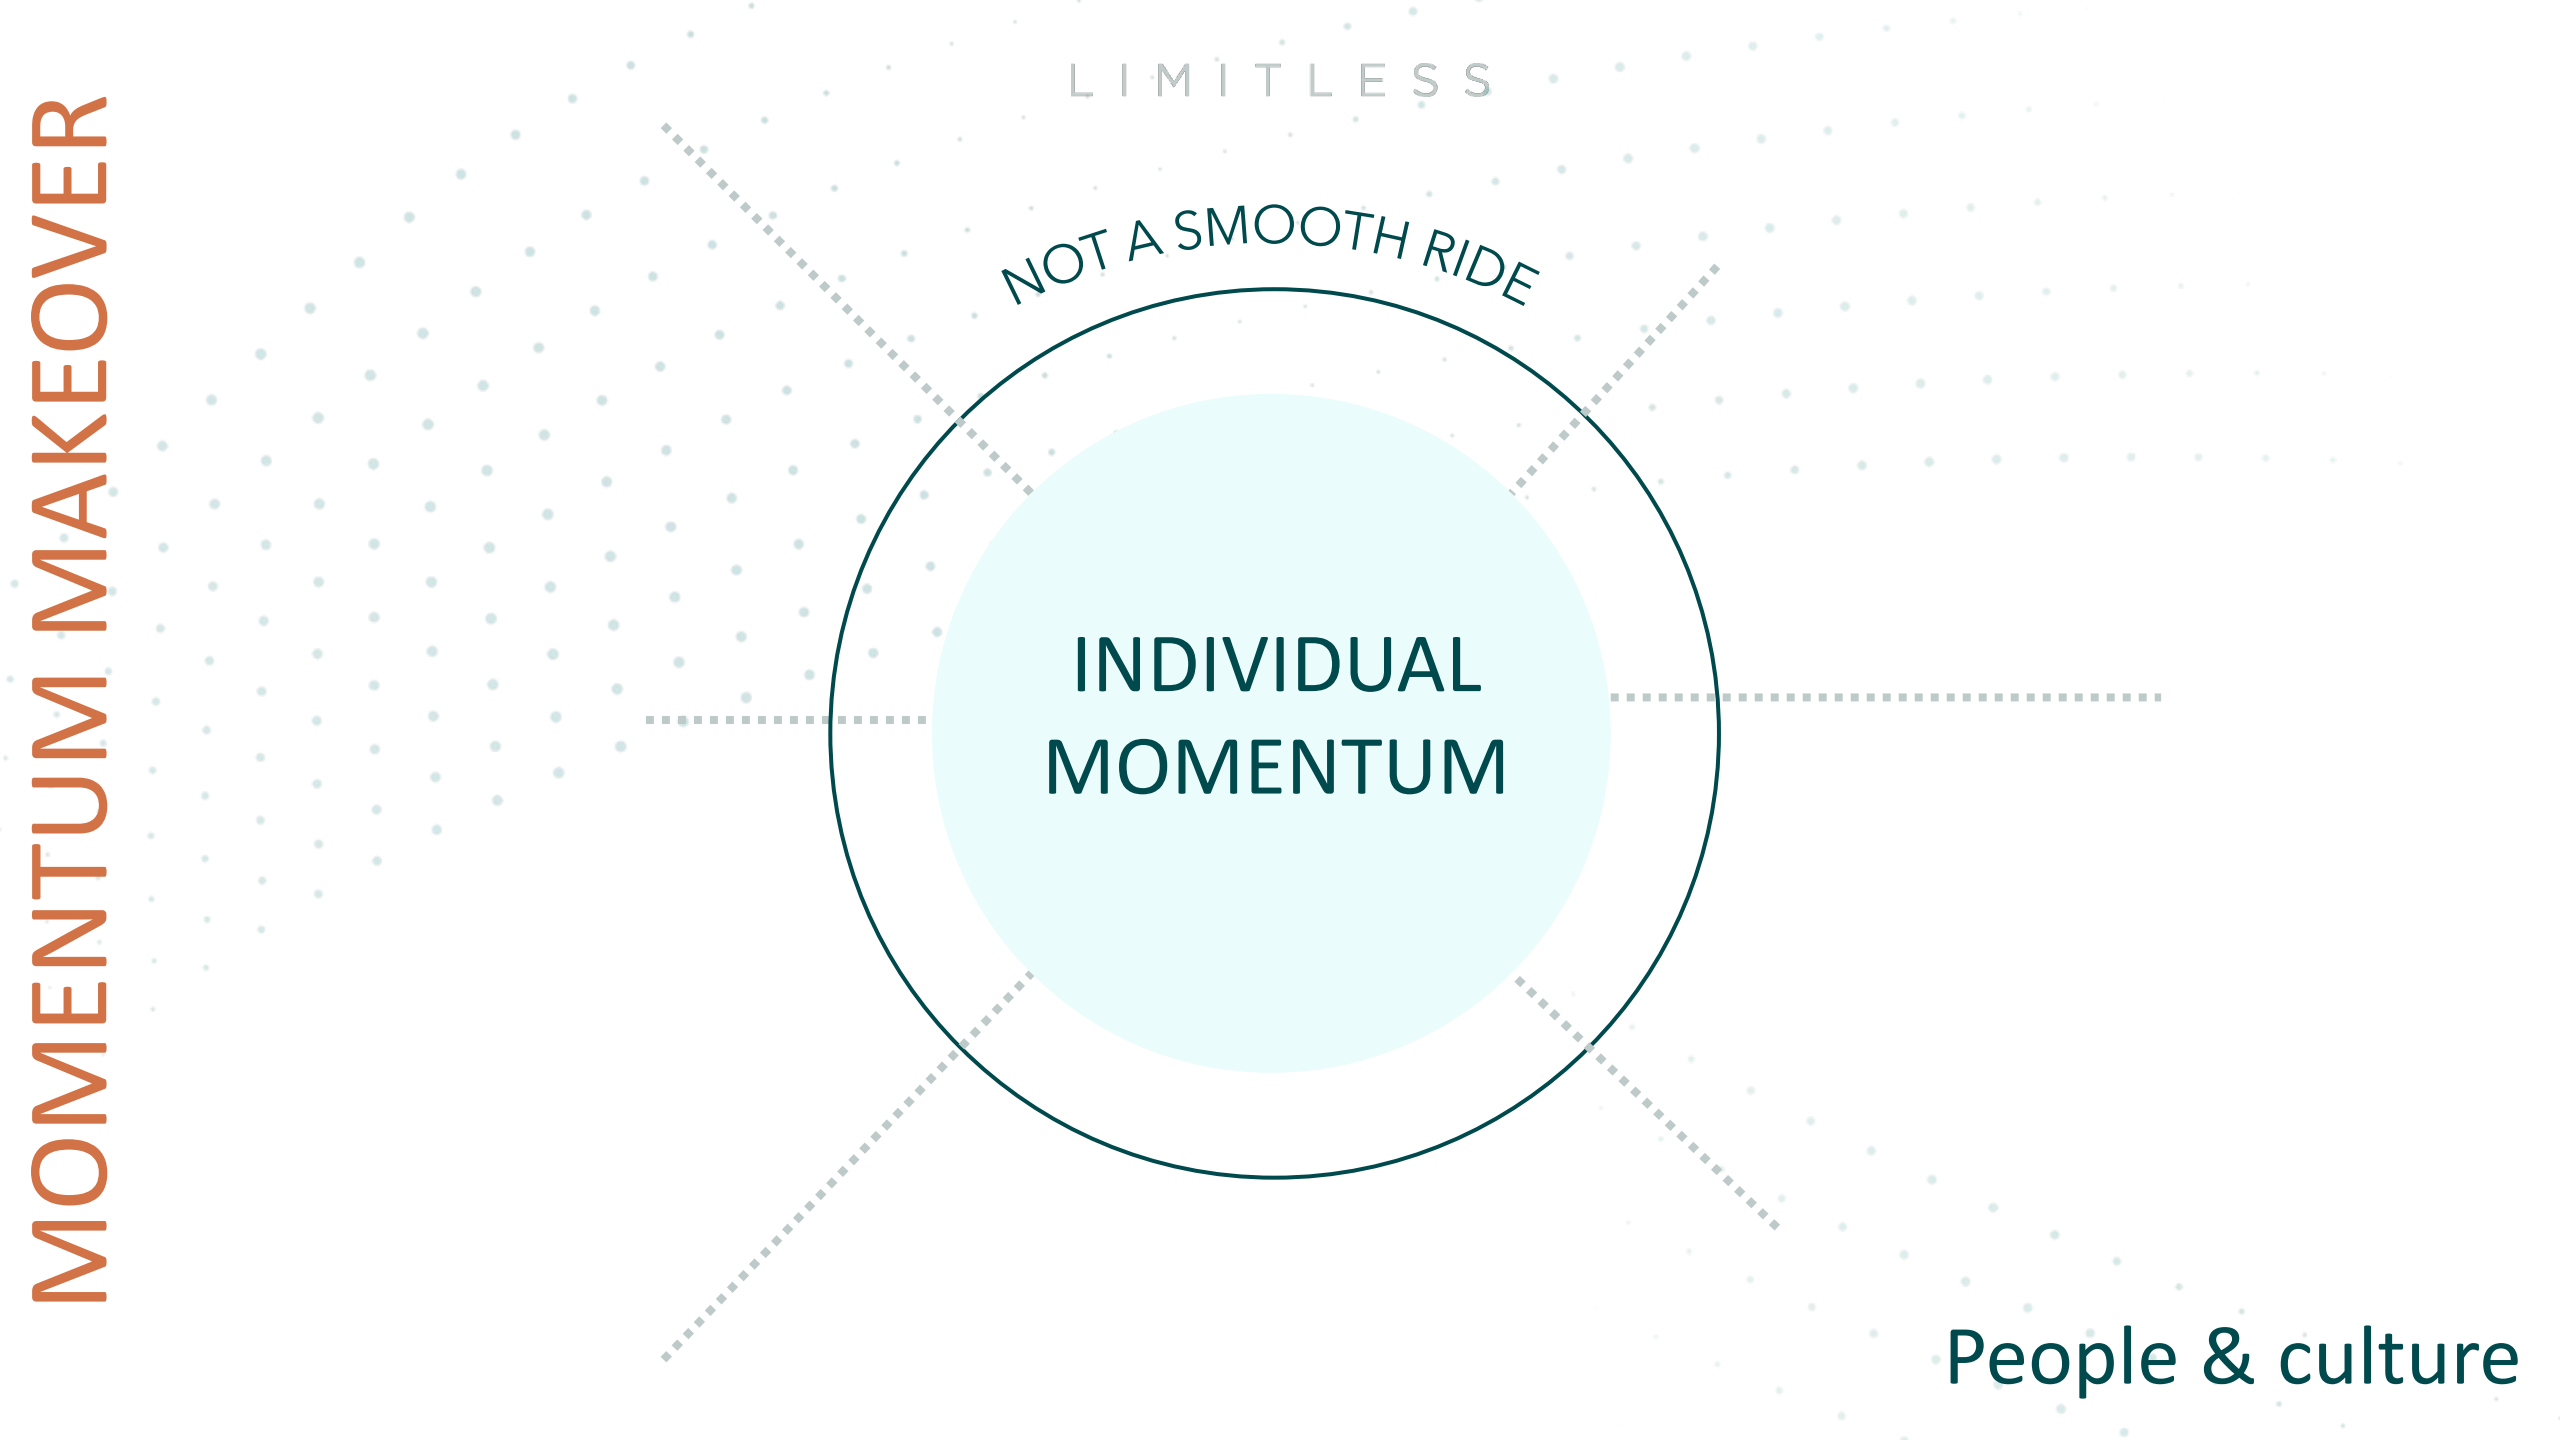 LIMITLESS
MOMENTUM MAKEOVER
NOT A SMOOTH RIDE
INDIVIDUAL
MOMENTUM
People & culture